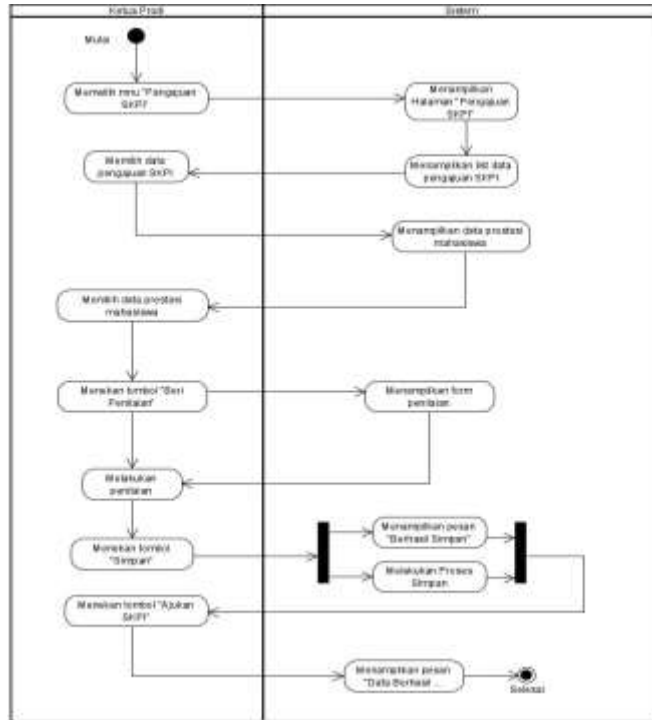 Ketua Prodi
Sistem
Mulai
Memilih menu "Pengajuan
SKPI"
Menampilkan
Halaman " Pengajuan
SKPI"
Memilih data
pengajuan SKPI
Menampilkan list data
pengajuan SKPI
Menampilkan data prestasi
mahasiswa
Memilih data prestasi
mahasiswa
Menekan tombol "Beri
Penilaian"
Menampilkan form
penilaian
Melakukan
penilaian
Menampilkan pesan
"Berhasil Simpan"
Menekan tombol
"Simpan"
Melakukan Proses
Simpan
Menekan tombol "Ajukan
SKPI"
Menampilkan pesan
"Data Berhasil ...
Selesai